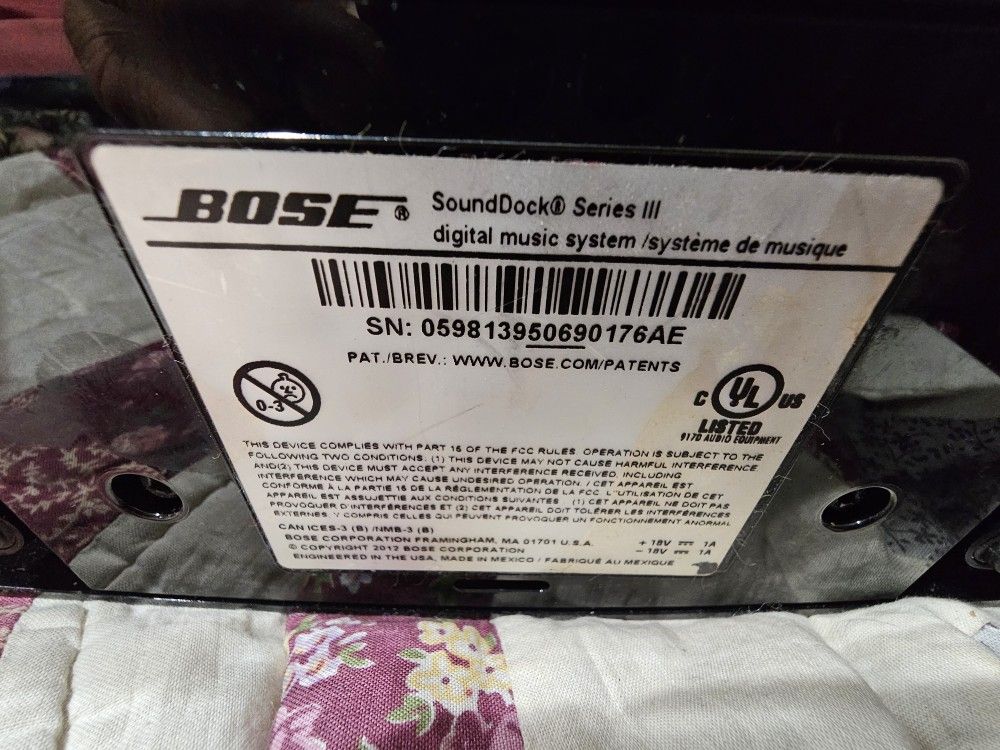 BOSE®
SoundDock® Series III
digital music system /système de musique
SN: 059813950690176AE
PAT./BREV.: WWW.BOSE.COM/PATENTS
0-3
C UL US
LISTED
917D AUDIO EQUIPMENT
THIS DEVICE COMPLIES WITH PART 15 OF THE FCC RULES. OPERATION IS SUBJECT TO THE
FOLLOWING TWO CONDITIONS: (1) THIS DEVICE MAY NOT CAUSE HARMFUL INTERFERENCE
AND(2) THIS DEVICE MUST ACCEPT ANY INTERFERENCE RECEIVED, INCLUDING
INTERFERENCE WHICH MAY CAUSE UNDESIRED OPERATION. / CET APPAREIL EST
CONFORME À LA PARTIE 15 DE LA RÉGLEMENTATION DE LA FCC. L'UTILISATION DE CET
APPAREIL EST ASSUJETTIE AUX CONDITIONS SUIVANTES : (1) CET APPAREIL NE DOIT PAS
PROVOQUER D'INTERFÉRENCES ET (2) CET APPAREIL DOIT TOLÉRER LES INTERFÉRENCES
EXTERNES, Y COMPRIS CELLES QUI PEUVENT PROVOQUER UN FONCTIONNEMENT ANORMAL
CAN ICES-3 (B) /NMB-3 (B)
BOSE CORPORATION FRAMINGHAM, MA 01701 U.S.A.
© COPYRIGHT 2012 BOSE CORPORATION
ENGINEERED IN THE USA, MADE IN MEXICO / FABRIQUÉ AU MEXIQUE
+ 18V ⎓ 1A
- 18V ⎓ 1A